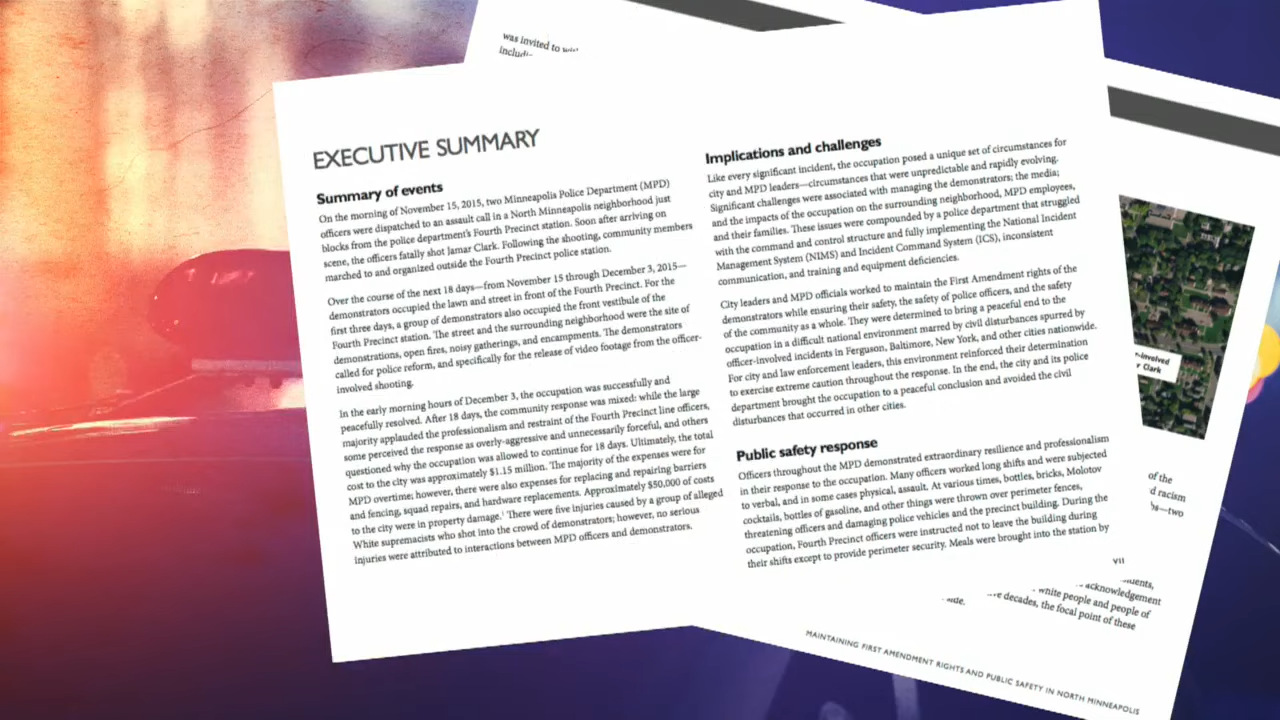 was invited to
EXECUTIVE SUMMARY
Summary of events
On the morning of November 15, 2015, two Minneapolis Police Department (MPD)
officers were dispatched to an assault call in a North Minneapolis neighborhood just
blocks from the police department's Fourth Precinct station. Soon after arriving on
scene, the officers fatally shot Jamar Clark. Following the shooting, community members
marched to and organized outside the Fourth Precinct police station.
Over the course of the next 18 days—from November 15 through December 3, 2015—
demonstrators occupied the lawn and street in front of the Fourth Precinct. For the
first three days, a group of demonstrators also occupied the front vestibule of the
Fourth Precinct station. The street and the surrounding neighborhood were the site of
demonstrations, open fires, noisy gatherings, and encampments. The demonstrators
called for police reform, and specifically for the release of video footage from the officer-
involved shooting.
In the early morning hours of December 3, the occupation was successfully and
peacefully resolved. After 18 days, the community response was mixed: while the large
majority applauded the professionalism and restraint of the Fourth Precinct line officers,
some perceived the response as overly-aggressive and unnecessarily forceful, and others
questioned why the occupation was allowed to continue for 18 days. Ultimately, the total
cost to the city was approximately $1.15 million. The majority of the expenses were for
MPD overtime; however, there were also expenses for replacing and repairing barriers
and fencing, squad repairs, and hardware replacements. Approximately $50,000 of costs
to the city were in property damage.¹ There were five injuries caused by a group of alleged
White supremacists who shot into the crowd of demonstrators; however, no serious
injuries were attributed to interactions between MPD officers and demonstrators.
Implications and challenges
Like every significant incident, the occupation posed a unique set of circumstances for
city and MPD leaders—circumstances that were unpredictable and rapidly evolving.
Significant challenges were associated with managing the demonstrators; the media;
and the impacts of the occupation on the surrounding neighborhood, MPD employees,
and their families. These issues were compounded by a police department that struggled
with the command and control structure and fully implementing the National Incident
Management System (NIMS) and Incident Command System (ICS), inconsistent
communication, and training and equipment deficiencies.
City leaders and MPD officials worked to maintain the First Amendment rights of the
demonstrators while ensuring their safety, the safety of police officers, and the safety
of the community as a whole. They were determined to bring a peaceful end to the
occupation in a difficult national environment marred by civil disturbances spurred by
officer-involved incidents in Ferguson, Baltimore, New York, and other cities nationwide.
For city and law enforcement leaders, this environment reinforced their determination
to exercise extreme caution throughout the response. In the end, the city and its police
department brought the occupation to a peaceful conclusion and avoided the civil
disturbances that occurred in other cities.
Public safety response
Officers throughout the MPD demonstrated extraordinary resilience and professionalism
in their response to the occupation. Many officers worked long shifts and were subjected
to verbal, and in some cases physical, assault. At various times, bottles, bricks, Molotov
cocktails, bottles of gasoline, and other things were thrown over perimeter fences,
threatening officers and damaging police vehicles and the precinct building. During the
occupation, Fourth Precinct officers were instructed not to leave the building during
their shifts except to provide perimeter security. Meals were brought into the station by
VII
-involved
Clark
of the
racism
—two
acknowledgement
white people and people of
decades, the focal point of these
MAINTAINING FIRST AMENDMENT RIGHTS AND PUBLIC SAFETY IN NORTH MINNEAPOLIS